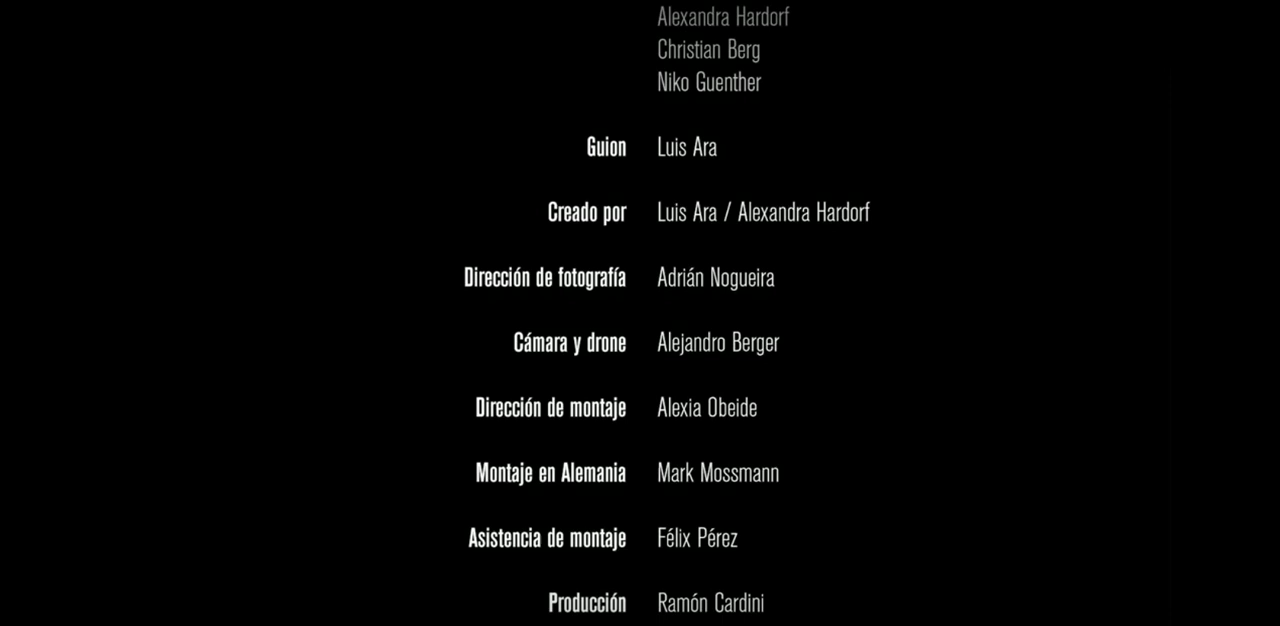 Alexandra Hardorf
Christian Berg
Niko Guenther
Guion Luis Ara
Creado por Luis Ara / Alexandra Hardorf
Dirección de fotografía Adrián Nogueira
Cámara y drone Alejandro Berger
Dirección de montaje Alexia Obeide
Montaje en Alemania Mark Mossmann
Asistencia de montaje Félix Pérez
Producción Ramón Cardini